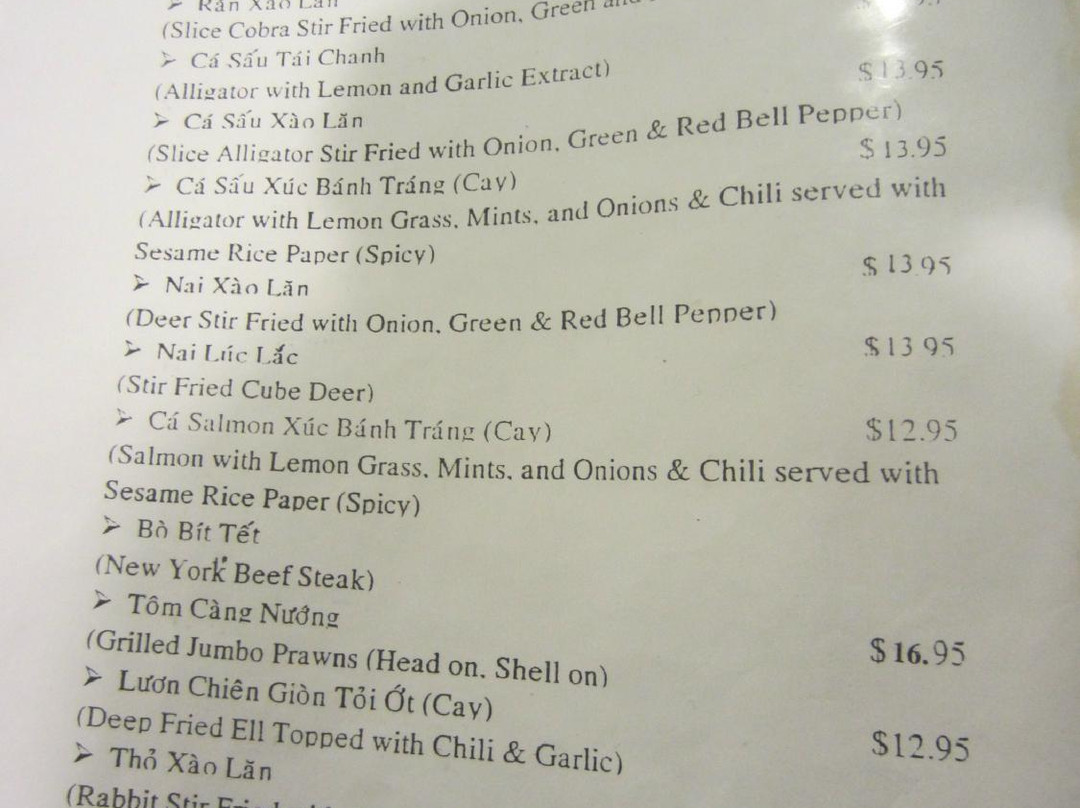 Rắn Xào Lăn
(Slice Cobra Stir Fried with Onion, Green
➢ Cá Sấu Tái Chanh
(Alligator with Lemon and Garlic Extract) $13.95
➢ Cá Sấu Xào Lăn
(Slice Alligator Stir Fried with Onion, Green & Red Bell Pepper)
$13.95
➢ Cá Sấu Xúc Bánh Tráng (Cay)
(Alligator with Lemon Grass, Mints, and Onions & Chili served with
Sesame Rice Paper (Spicy) $13.95
➢ Nai Xào Lăn
(Deer Stir Fried with Onion, Green & Red Bell Pepper)
➢ Nai Lúc Lắc $13.95
(Stir Fried Cube Deer)
➢ Cá Salmon Xúc Bánh Tráng (Cay) $12.95
(Salmon with Lemon Grass, Mints, and Onions & Chili served with
Sesame Rice Paper (Spicy)
➢ Bò Bít Tết
(New York Beef Steak)
➢ Tôm Càng Nướng
(Grilled Jumbo Prawns (Head on, Shell on) $16.95
➢ Lươn Chiên Giòn Tỏi Ớt (Cay)
(Deep Fried Ell Topped with Chili & Garlic) $12.95
➢ Thỏ Xào Lăn
(Rabbit Stir